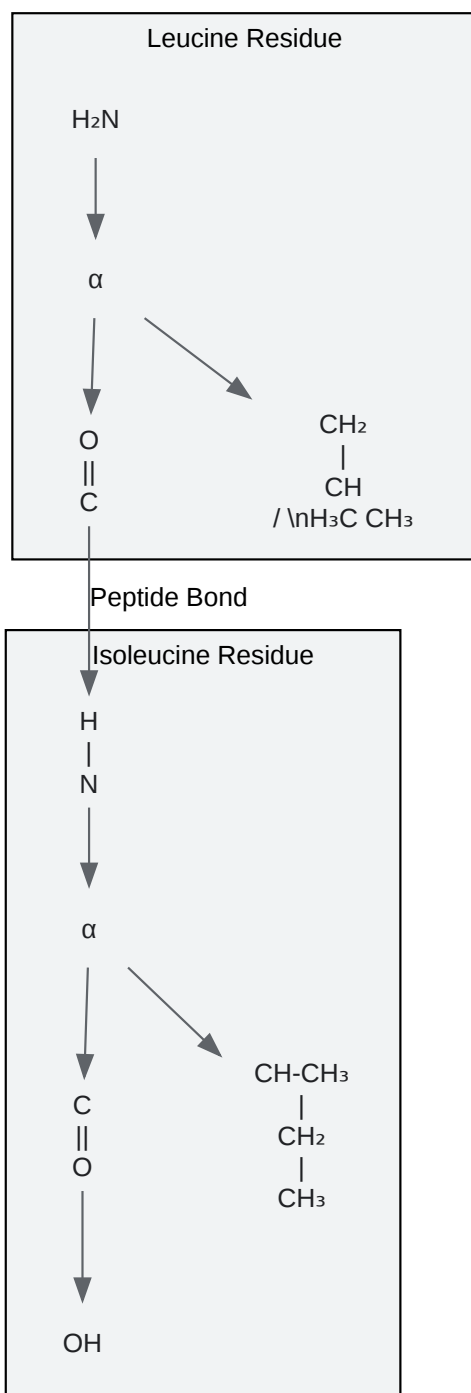 Leucine Residue
H₂N
α
O
||
C
CH₂
|
CH
/ \nH₃C CH₃
Peptide Bond
Isoleucine Residue
H
|
N
α
C
||
O
CH-CH₃
|
CH₂
|
CH₃
OH